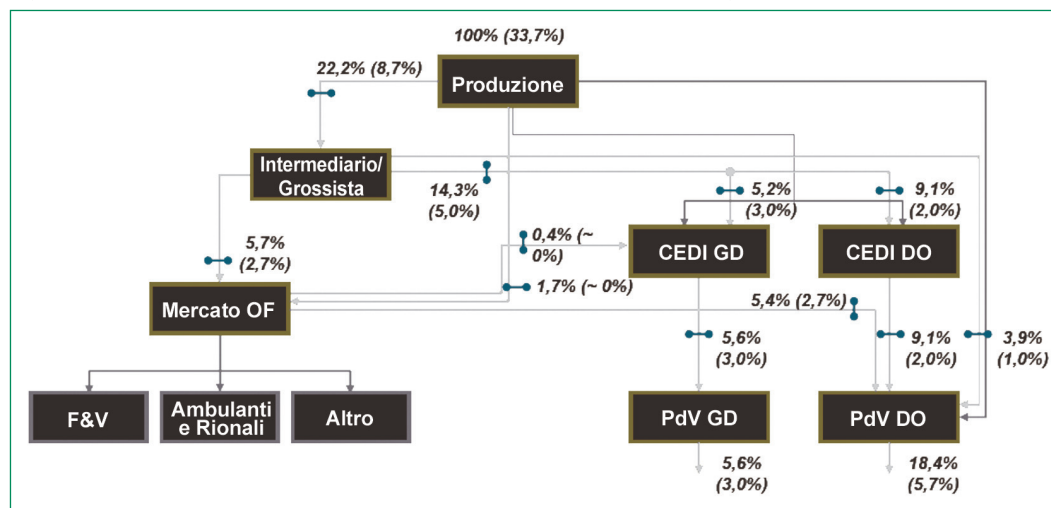 100% (33,7%)
22,2% (8,7%)
Produzione
Intermediario/
Grossista
14,3%
(5,0%)
5,2%
(3,0%)
9,1%
(2,0%)
5,7%
(2,7%)
0,4% (~
0%)
CEDI GD
CEDI DO
Mercato OF
1,7% (~ 0%)
5,4% (2,7%)
5,6%
(3,0%)
9,1%
(2,0%)
3,9%
(1,0%)
F&V
Ambulanti
e Rionali
Altro
PdV GD
PdV DO
5,6%
(3,0%)
18,4%
(5,7%)